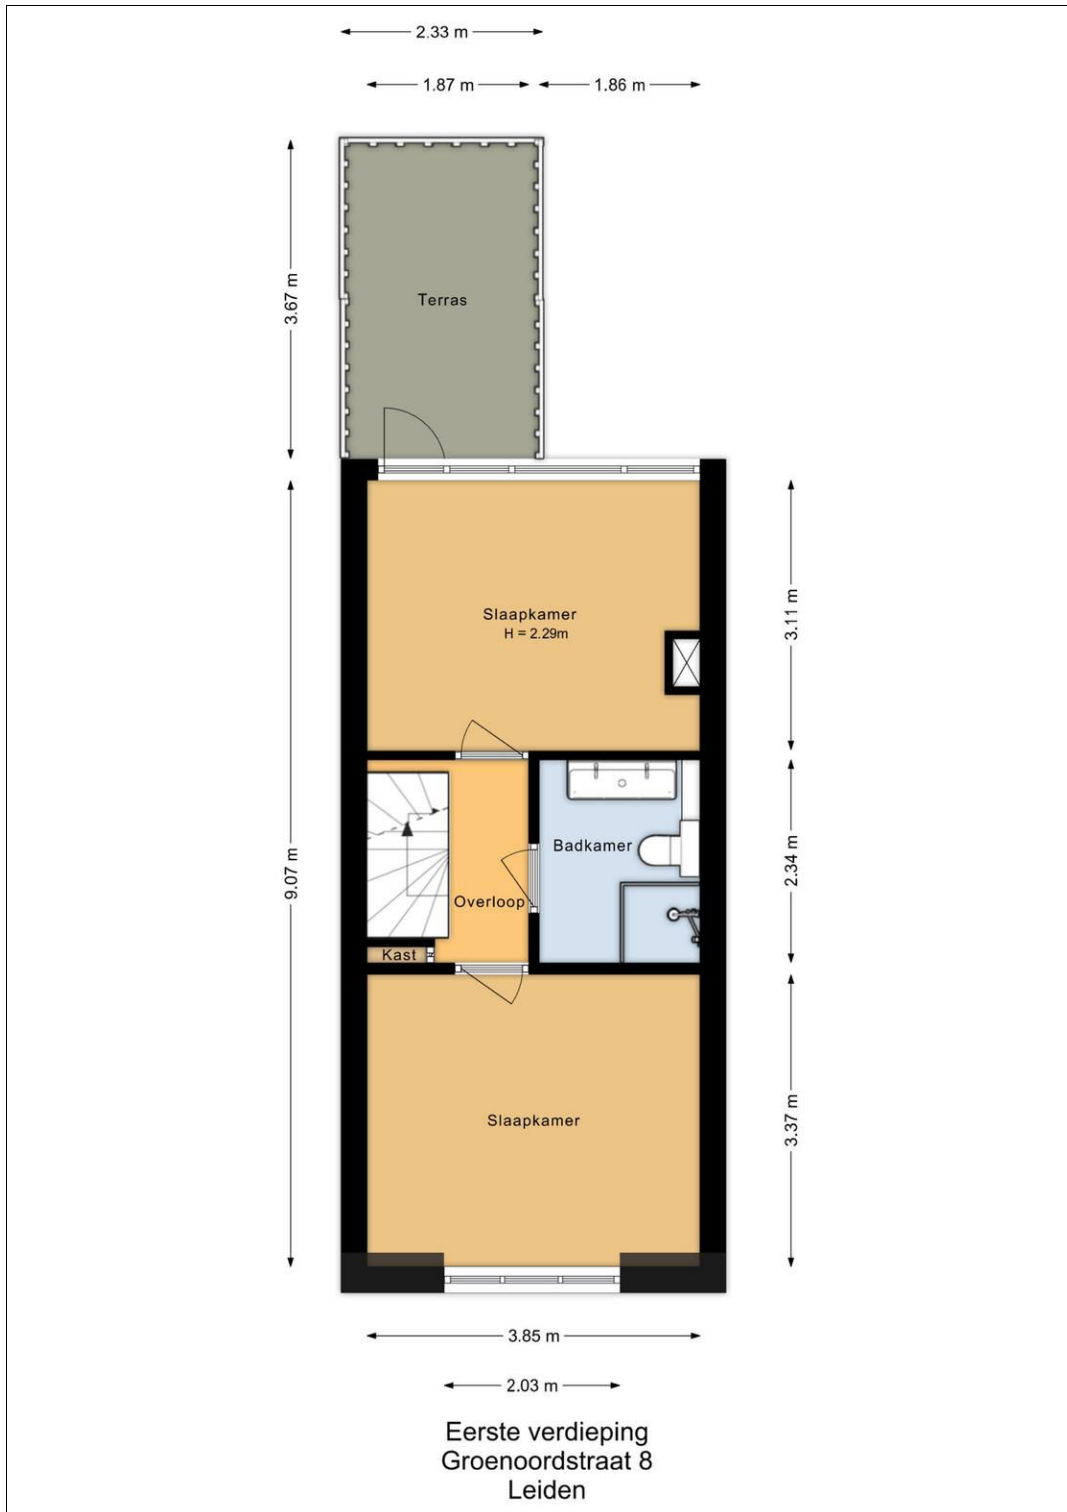 2.33 m
1.87 m
1.86 m
3.67 m
Terras
Slaapkamer
H = 2.29m
3.11 m
9.07 m
Badkamer
2.34 m
Overloop
Kast
Slaapkamer
3.37 m
3.85 m
2.03 m
Eerste verdieping
Groenoordstraat 8
Leiden